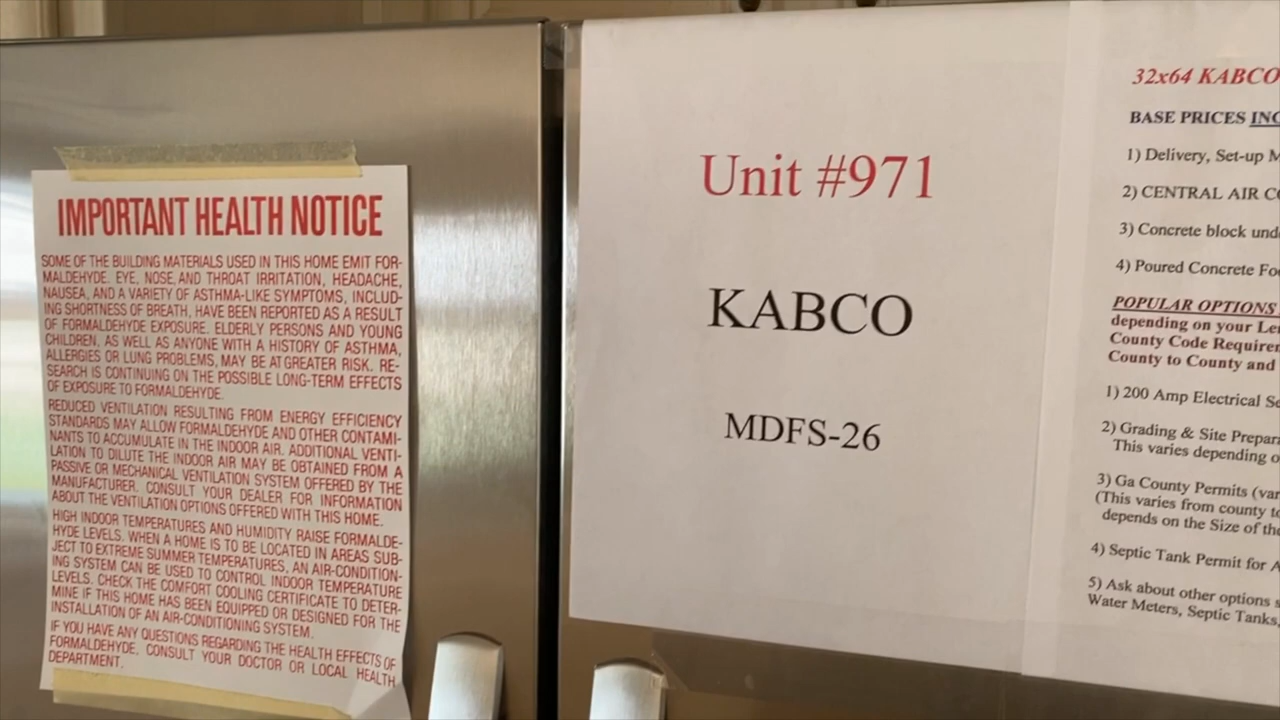 IMPORTANT HEALTH NOTICE
SOME OF THE BUILDING MATERIALS USED IN THIS HOME EMIT FOR-
MALDEHYDE. EYE, NOSE, AND THROAT IRRITATION, HEADACHE,
NAUSEA, AND A VARIETY OF ASTHMA-LIKE SYMPTOMS, INCLUD-
ING SHORTNESS OF BREATH, HAVE BEEN REPORTED AS A RESULT
OF FORMALDEHYDE EXPOSURE. ELDERLY PERSONS AND YOUNG
CHILDREN, AS WELL AS ANYONE WITH A HISTORY OF ASTHMA,
ALLERGIES OR LUNG PROBLEMS, MAY BE AT GREATER RISK. RE-
SEARCH IS CONTINUING ON THE POSSIBLE LONG-TERM EFFECTS
OF EXPOSURE TO FORMALDEHYDE.
REDUCED VENTILATION RESULTING FROM ENERGY EFFICIENCY
STANDARDS MAY ALLOW FORMALDEHYDE AND OTHER CONTAMI-
NANTS TO ACCUMULATE IN THE INDOOR AIR. ADDITIONAL VENTI-
LATION TO DILUTE THE INDOOR AIR MAY BE OBTAINED FROM A
PASSIVE OR MECHANICAL VENTILATION SYSTEM OFFERED BY THE
MANUFACTURER. CONSULT YOUR DEALER FOR INFORMATION
ABOUT THE VENTILATION OPTIONS OFFERED WITH THIS HOME.
HIGH INDOOR TEMPERATURES AND HUMIDITY RAISE FORMALDE-
HYDE LEVELS. WHEN A HOME IS TO BE LOCATED IN AREAS SUB-
JECT TO EXTREME SUMMER TEMPERATURES, AN AIR-CONDITION-
ING SYSTEM CAN BE USED TO CONTROL INDOOR TEMPERATURE
LEVELS. CHECK THE COMFORT COOLING CERTIFICATE TO DETER-
MINE IF THIS HOME HAS BEEN EQUIPPED OR DESIGNED FOR THE
INSTALLATION OF AN AIR-CONDITIONING SYSTEM.
IF YOU HAVE ANY QUESTIONS REGARDING THE HEALTH EFFECTS OF
FORMALDEHYDE, CONSULT YOUR DOCTOR OR LOCAL HEALTH
DEPARTMENT.
Unit #971
KABCO
MDFS-26
32x64 KABCO
BASE PRICES INC
1) Delivery, Set-up M
2) CENTRAL AIR CO
3) Concrete block und
4) Poured Concrete Foo
POPULAR OPTIONS
depending on your Le
County Code Requirem
County to County and
1) 200 Amp Electrical Se
2) Grading & Site Prepar
This varies depending o
3) Ga County Permits (var
(This varies from county to
depends on the Size of the
4) Septic Tank Permit for A
5) Ask about other options s
Water Meters, Septic Tanks,